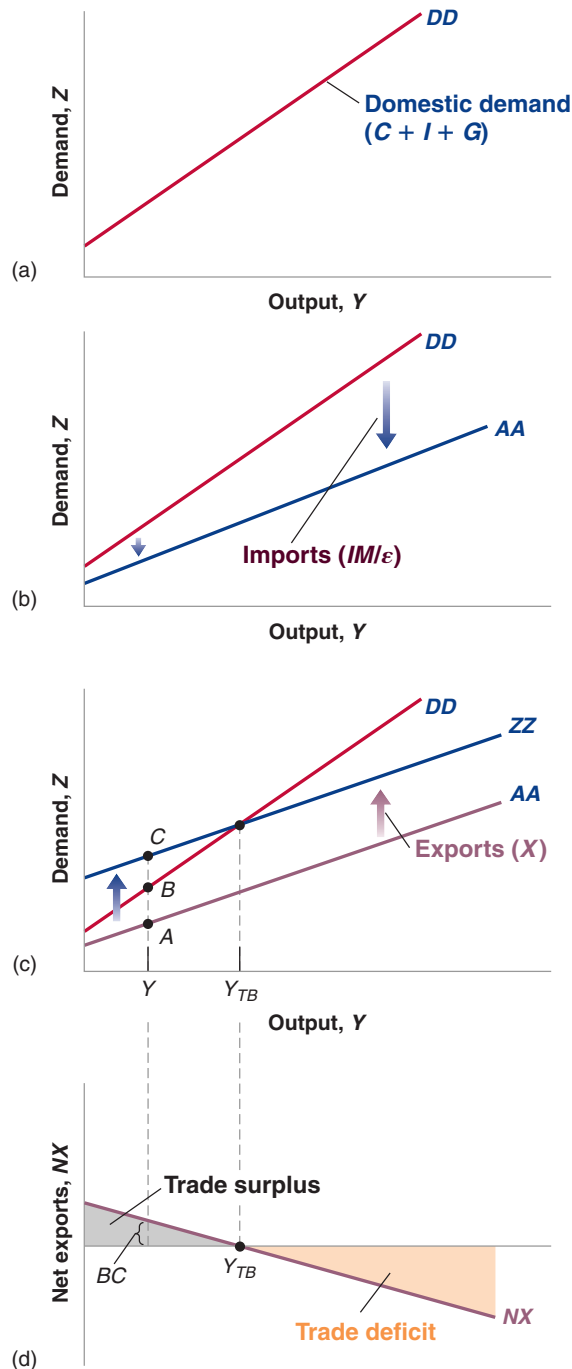 DD
Domestic demand
(C + I + G)
Demand, Z
(a)
Output, Y
DD
AA
Demand, Z
Imports (IM/ε)
(b)
Output, Y
DD
ZZ
AA
C
Demand, Z
Exports (X)
B
A
(c)
Y
Y_TB
Output, Y
Net exports, NX
Trade surplus
BC
Y_TB
Trade deficit
NX
(d)